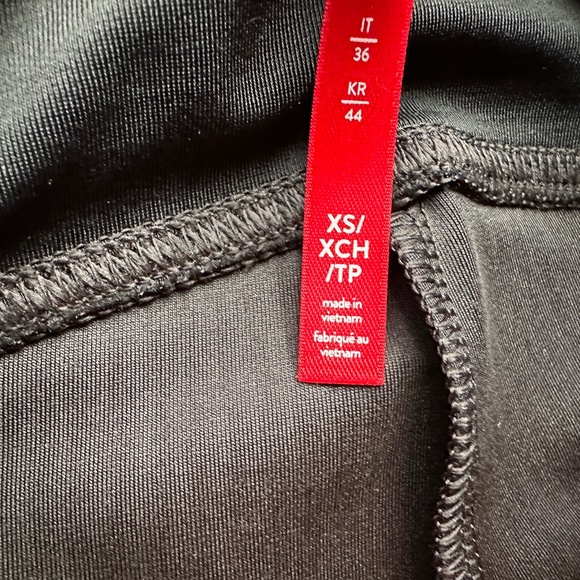 IT
36
KR
44
XS/
XCH
/TP
made in
vietnam
fabriqué au
vietnam